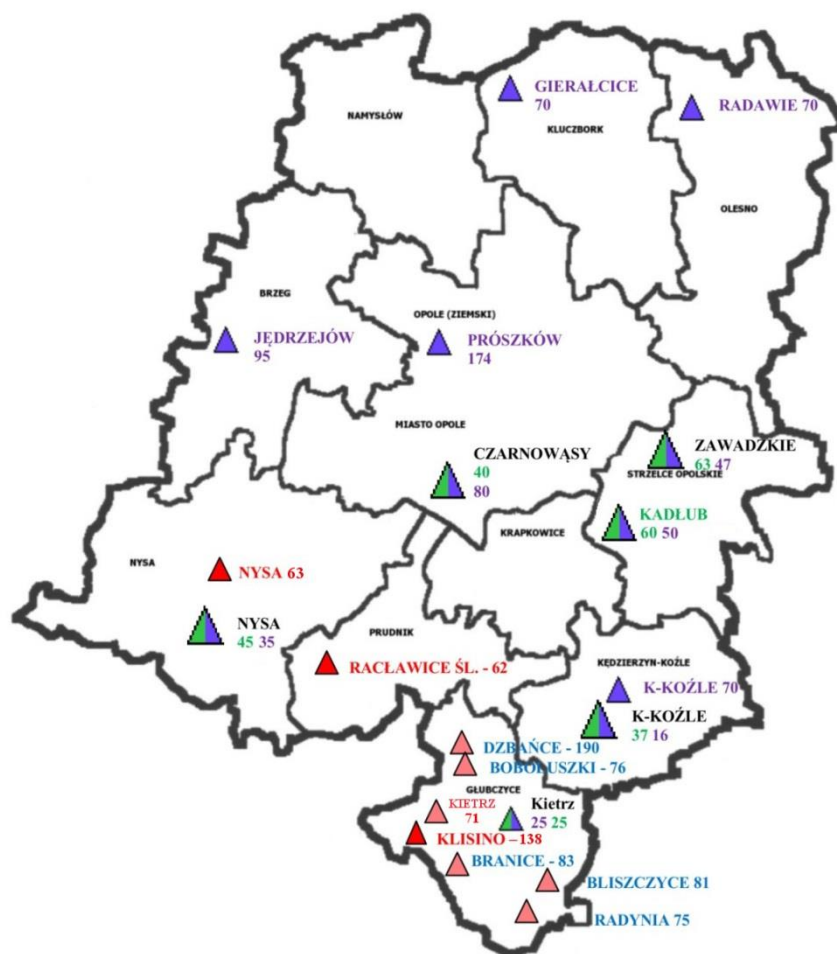 GIERAŁCICE
70
RADAWIE 70
NAMYSŁÓW
KLUCZBORK
OLESNO
BRZEG
OPOLE (ZIEMSKI)
JĘDRZEJÓW
95
PRÓSZKÓW
174
MIASTO OPOLE
CZARNOWĄSY
40
80
ZAWADZKIE
63 47
STRZELCE OPOLSKIE
KADŁUB
60 50
KRAPKOWICE
NYSA
NYSA 63
NYSA
45 35
PRUDNIK
RACŁAWICE ŚL. - 62
KĘDZIERZYN-KOŹLE
K-KOŹLE 70
K-KOŹLE
37 16
DZBAŃCE - 190
BOBOLUSZKI - 76
GŁUBCZYCE
KIETRZ
71
Kietrz
25 25
KLISINO – 138
BRANICE - 83
BLISZCZYCE 81
RADYNIA 75